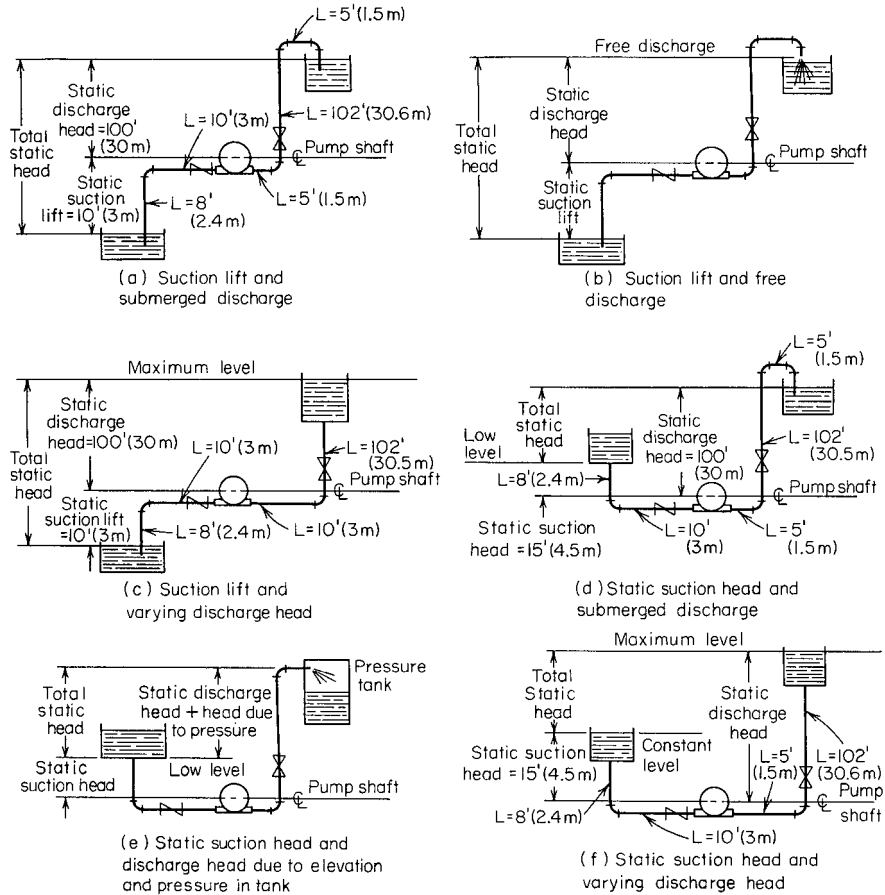 L=5'(1.5m)
Static
discharge
head=100'
(30m)
Total
static
head
L=10'(3m)
L=102'(30.6m)
℄ Pump shaft
Static
suction
lift=10'(3m)
L=8'
(2.4m)
L=5'(1.5m)
(a) Suction lift and
submerged discharge
Free discharge
Static
discharge
head
Total
static
head
℄ Pump shaft
Static
suction
lift
(b) Suction lift and free
discharge
Maximum level
Static
discharge
head=100'(30m)
Total
static
head
L=10'(3m)
L=102'
(30.5m)
Pump shaft
℄
Static
suction lift
=10'(3m)
L=8'(2.4m)
L=10'(3m)
(c) Suction lift and
varying discharge head
L=5'
(1.5m)
Total
static
head
Static
discharge
head=100'
(30m)
Low
level
L=102'
(30.5m)
L=8'(2.4m)
℄ Pump shaft
Static suction
head=15'(4.5m)
L=10'
(3m)
L=5'
(1.5m)
(d) Static suction head and
submerged discharge
Pressure
tank
Total
static
head
Static discharge
head + head due
to pressure
Low level
Static
suction head
℄ Pump shaft
(e) Static suction head and
discharge head due to elevation
and pressure in tank
Maximum level
Total
Static
head
Static
discharge
head
Constant
level
Static suction
head=15'(4.5m)
L=5'
(1.5m)
L=102'
(30.6m)
L=8'(2.4m)
℄ Pump
shaft
L=10'(3m)
(f) Static suction head and
varying discharge head